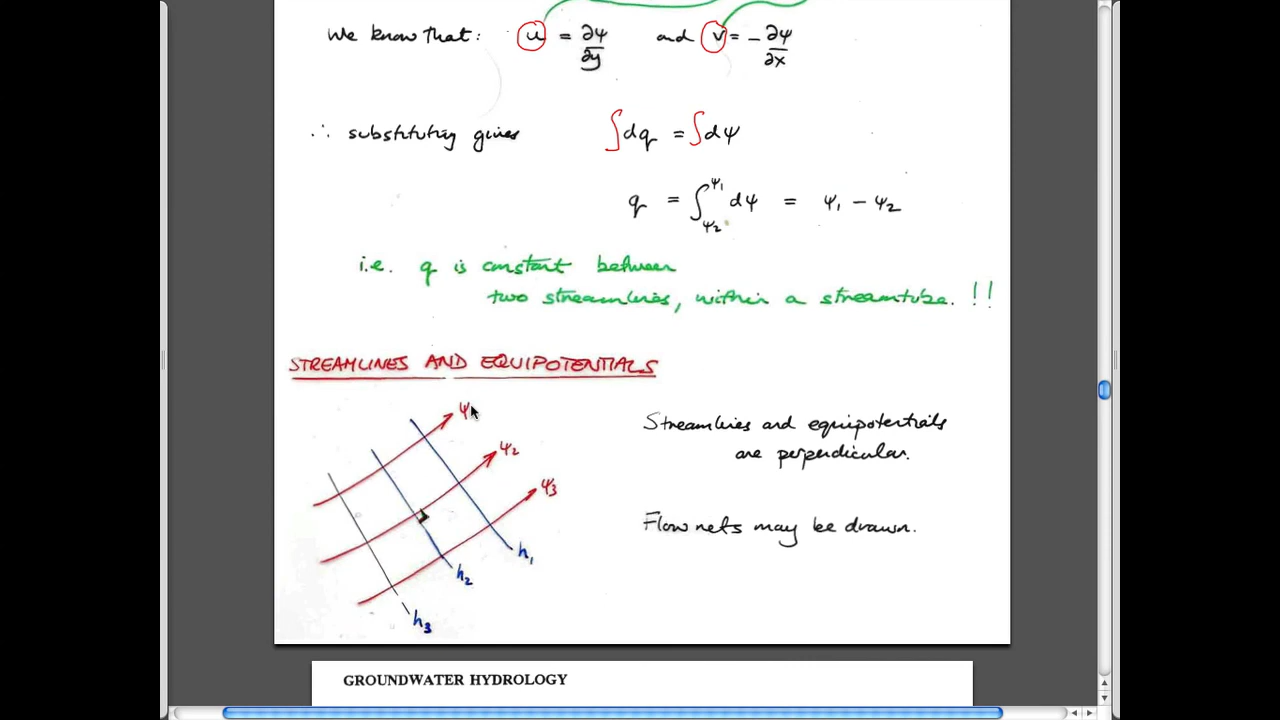 We know that: u = ∂ψ/∂y and v = -∂ψ/∂x
∴ substituting gives ∫dq = ∫dψ
q = ∫_{ψ2}^{ψ1} dψ = ψ1 - ψ2
i.e. q is constant between
two streamlines, within a streamtube. !!
STREAMLINES AND EQUIPOTENTIALS
ψ
ψ2
ψ3
h1
h2
h3
Streamlines and equipotentials
are perpendicular.
Flow nets may be drawn.
GROUNDWATER HYDROLOGY